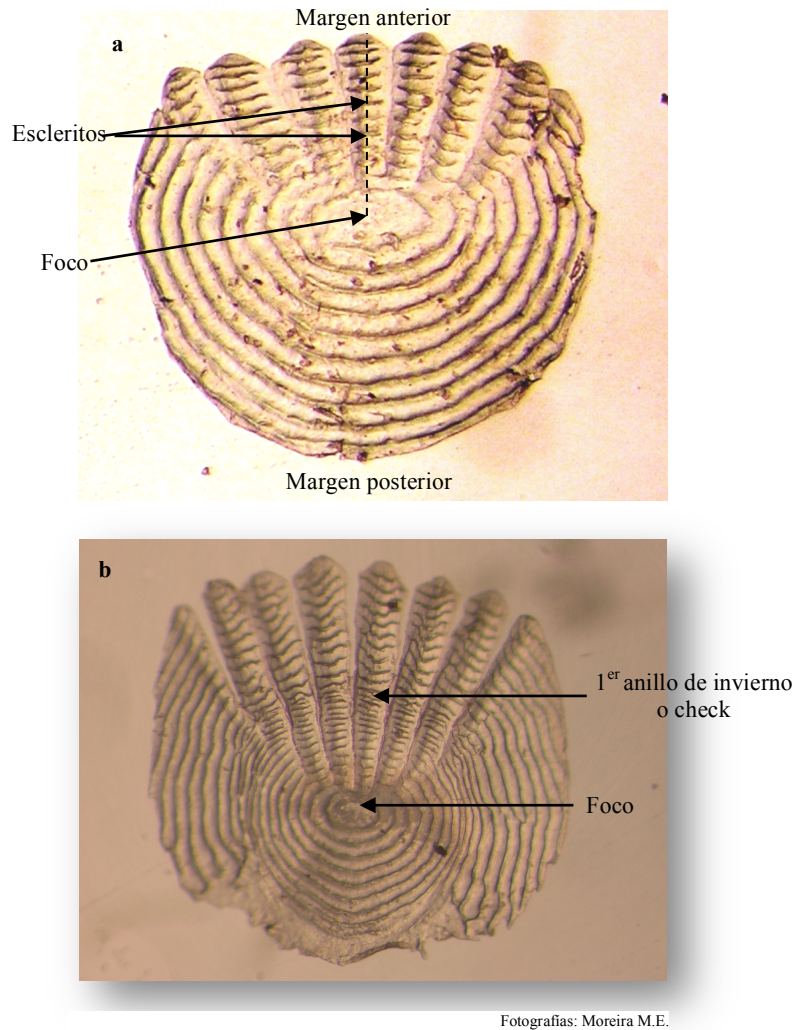 Margen anterior
a
Escleritos
Foco
Margen posterior
b
1er anillo de invierno
o check
Foco
Fotografías: Moreira M.E.